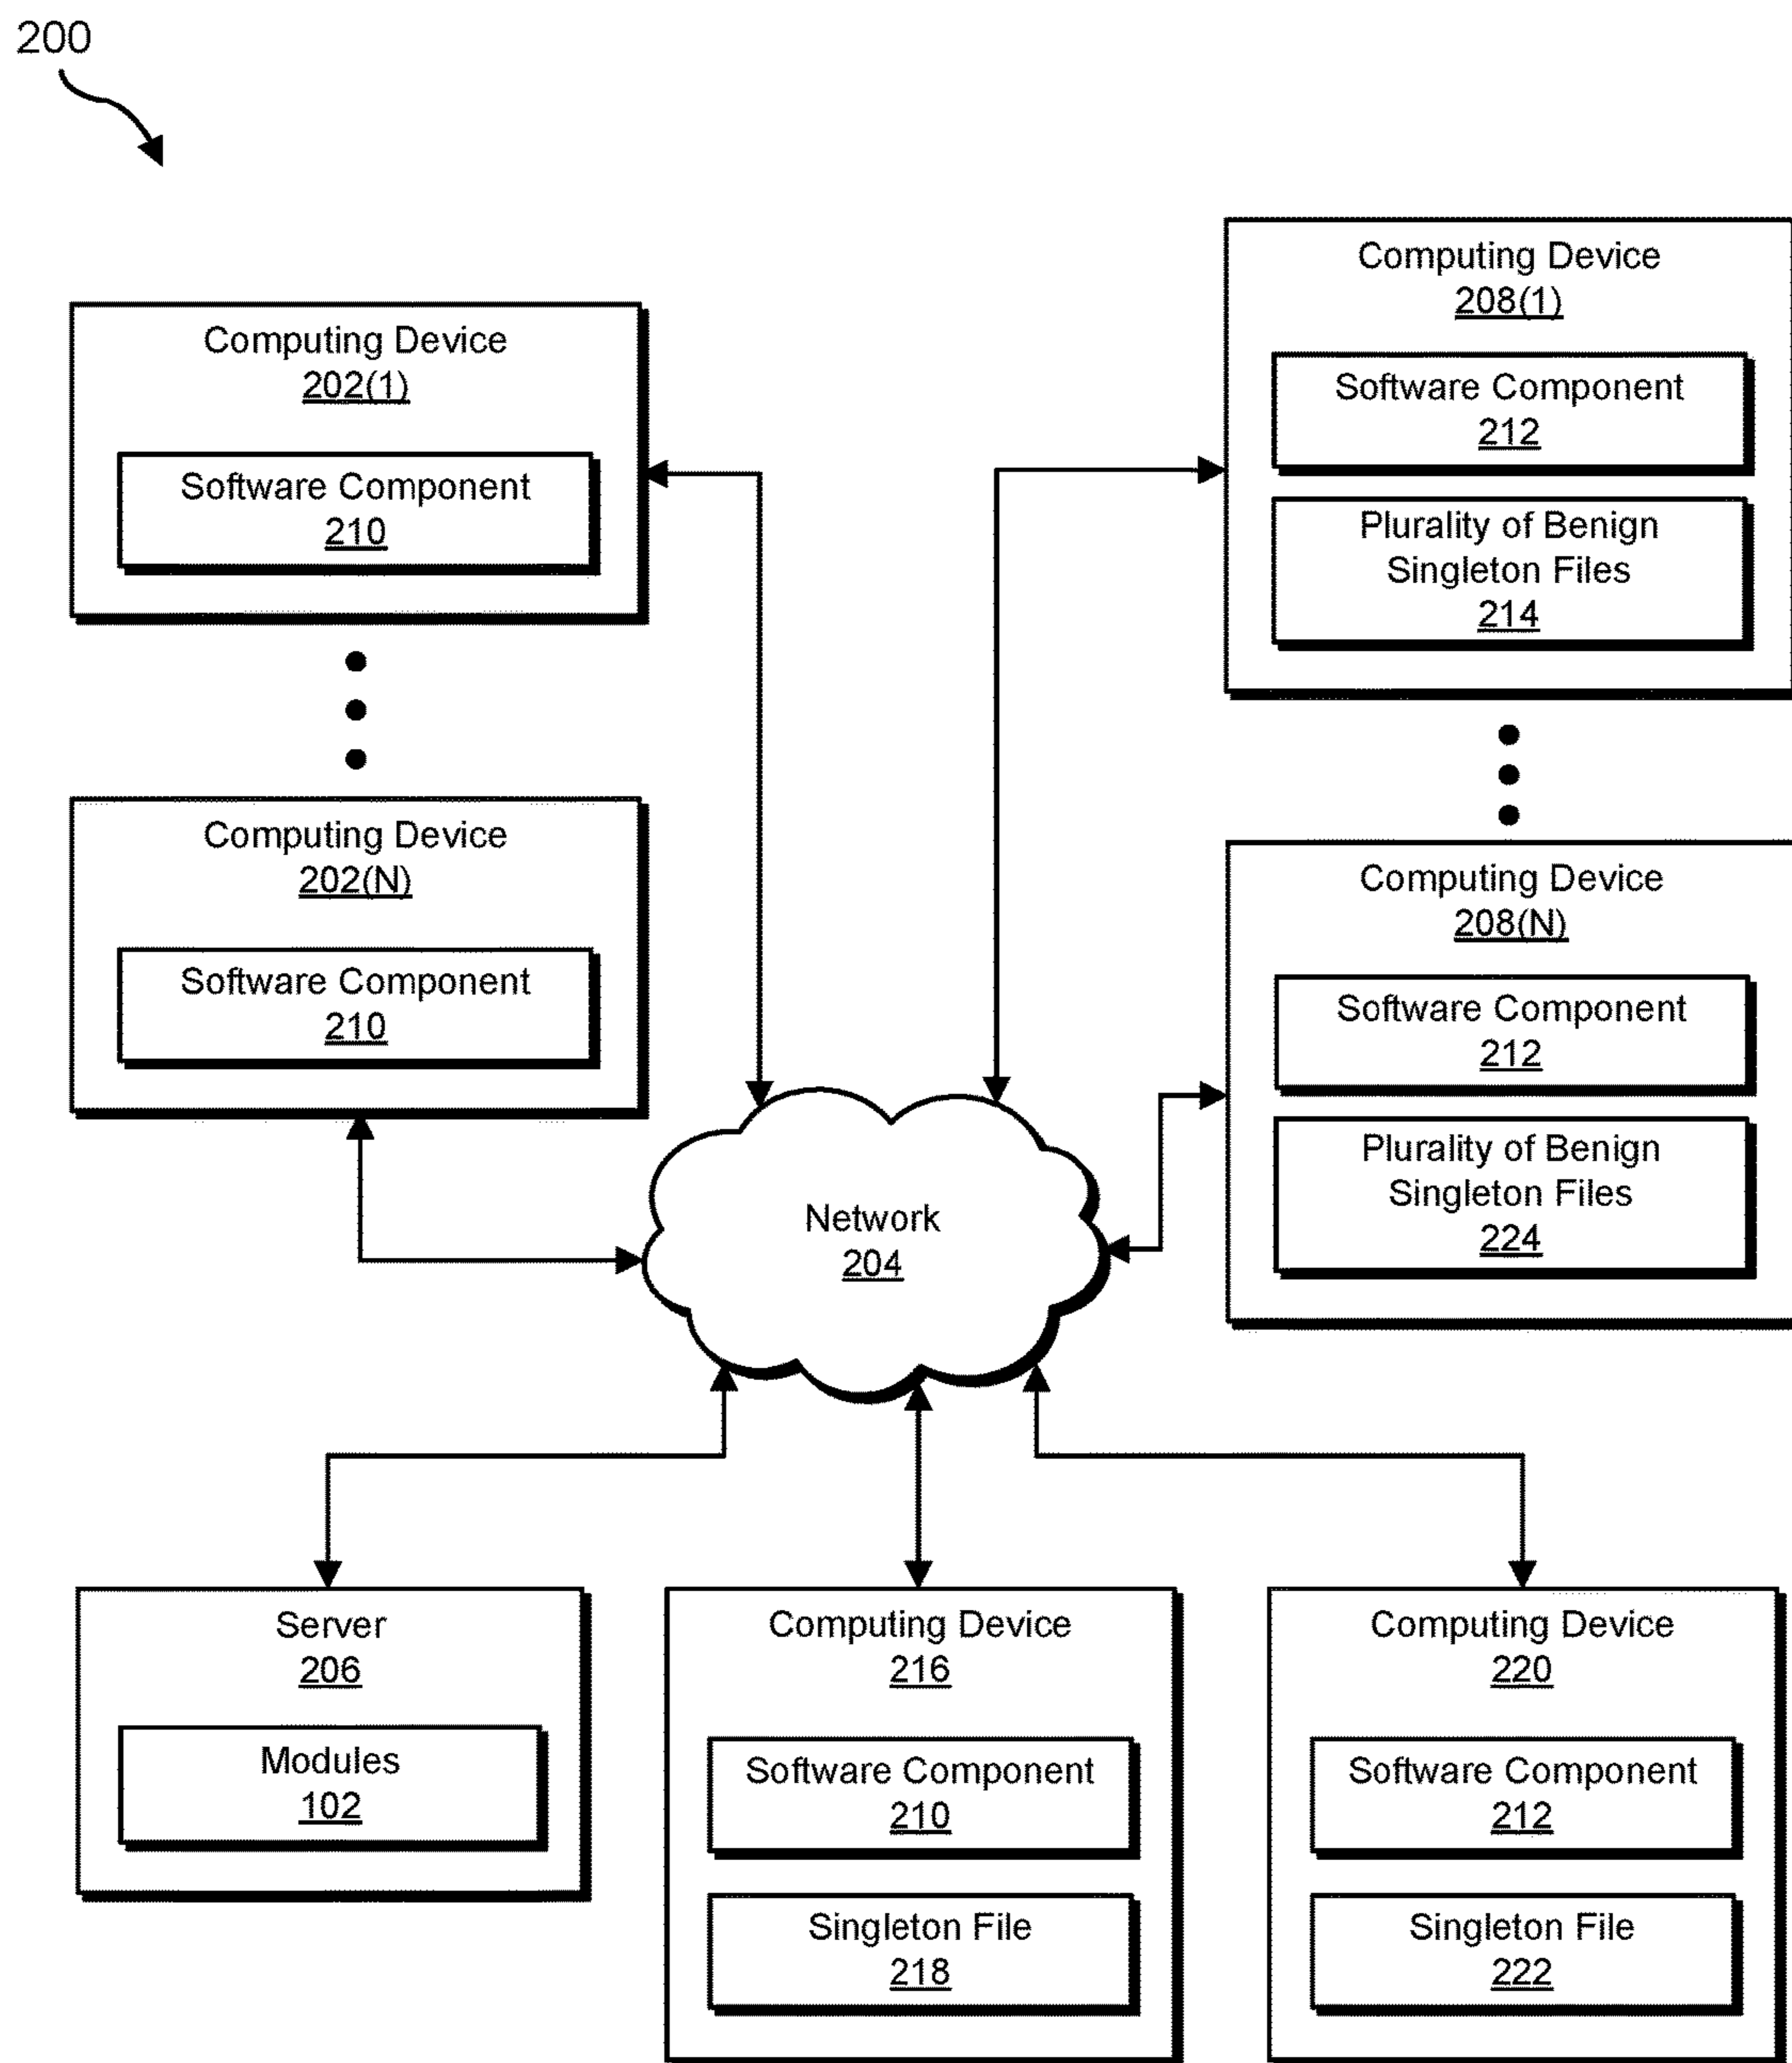 200
Computing Device
202(1)
Software Component
210
Computing Device
202(N)
Software Component
210
Computing Device
208(1)
Software Component
212
Plurality of Benign
Singleton Files
214
Computing Device
208(N)
Software Component
212
Plurality of Benign
Singleton Files
224
Network
204
Server
206
Modules
102
Computing Device
216
Software Component
210
Singleton File
218
Computing Device
220
Software Component
212
Singleton File
222